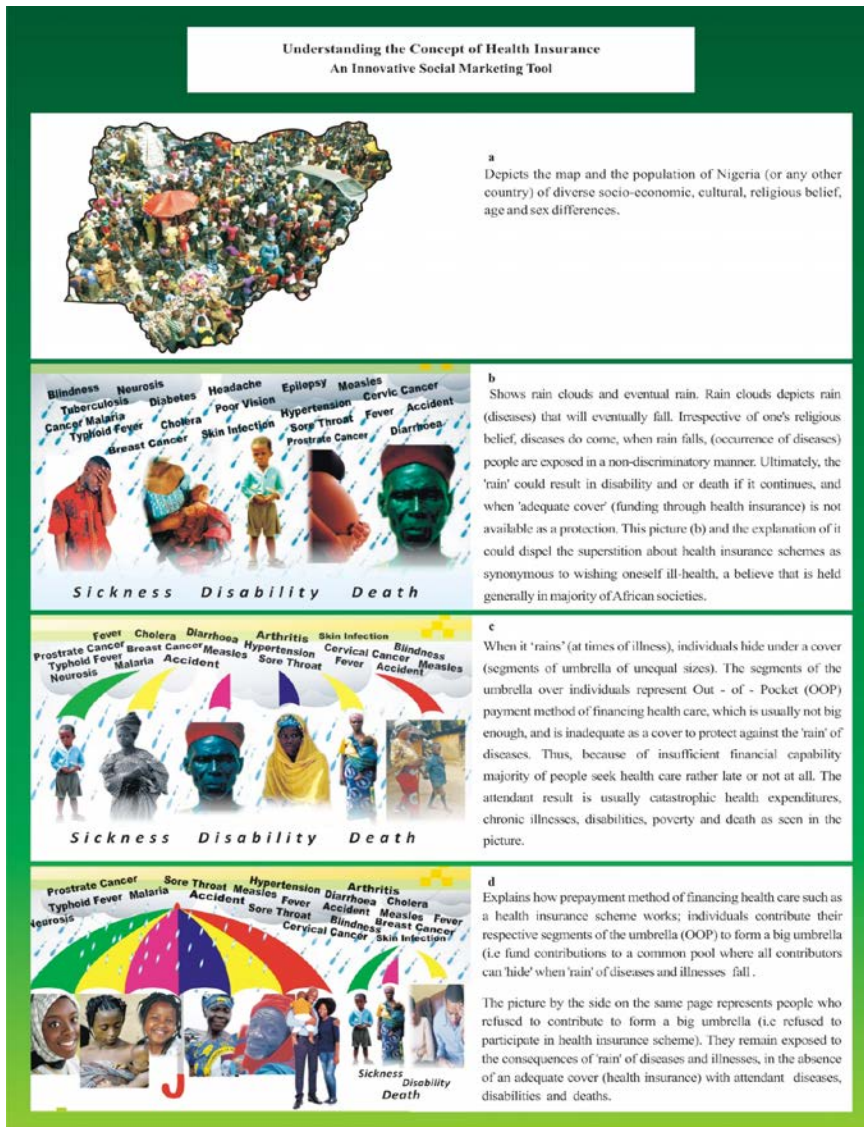 Understanding the Concept of Health Insurance
An Innovative Social Marketing Tool
a
Depicts the map and the population of Nigeria (or any other
country) of diverse socio-economic, cultural, religious belief,
age and sex differences.
Blindness Neurosis Headache Epilepsy Measles
Tuberculosis Diabetes Poor Vision Cervic Cancer
Cancer Malaria Hypertension Fever Accident
Typhoid Fever Cholera Sore Throat
Breast Cancer Skin Infection Prostrate Cancer Diarrhoea
Sickness Disability Death
b
Shows rain clouds and eventual rain. Rain clouds depicts rain
(diseases) that will eventually fall. Irrespective of one's religious
belief, diseases do come, when rain falls, (occurrence of diseases)
people are exposed in a non-discriminatory manner. Ultimately, the
'rain' could result in disability and or death if it continues, and
when 'adequate cover' (funding through health insurance) is not
available as a protection. This picture (b) and the explanation of it
could dispel the superstition about health insurance schemes as
synonymous to wishing oneself ill-health, a believe that is held
generally in majority of African societies.
Fever Cholera Diarrhoea Arthritis Skin Infection
Prostrate Cancer Breast Cancer Hypertension Cervical Cancer Blindness
Typhoid Fever Measles Fever Measles
Neurosis Malaria Accident Sore Throat Accident
Sickness Disability Death
c
When it 'rains' (at times of illness), individuals hide under a cover
(segments of umbrella of unequal sizes). The segments of the
umbrella over individuals represent Out - of - Pocket (OOP)
payment method of financing health care, which is usually not big
enough, and is inadequate as a cover to protect against the 'rain' of
diseases. Thus, because of insufficient financial capability
majority of people seek health care rather late or not at all. The
attendant result is usually catastrophic health expenditures,
chronic illnesses, disabilities, poverty and death as seen in the
picture.
Prostrate Cancer Sore Throat Hypertension Arthritis
Typhoid Fever Malaria Measles Fever Diarrhoea Cholera
Neurosis Accident Accident Measles Fever
Sore Throat Blindness Breast Cancer
Cervical Cancer Skin Infection
Sickness
Disability
Death
d
Explains how prepayment method of financing health care such as
a health insurance scheme works; individuals contribute their
respective segments of the umbrella (OOP) to form a big umbrella
(i.e fund contributions to a common pool where all contributors
can 'hide' when 'rain' of diseases and illnesses fall .
The picture by the side on the same page represents people who
refused to contribute to form a big umbrella (i.e refused to
participate in health insurance scheme). They remain exposed to
the consequences of 'rain' of diseases and illnesses, in the absence
of an adequate cover (health insurance) with attendant diseases,
disabilities and deaths.